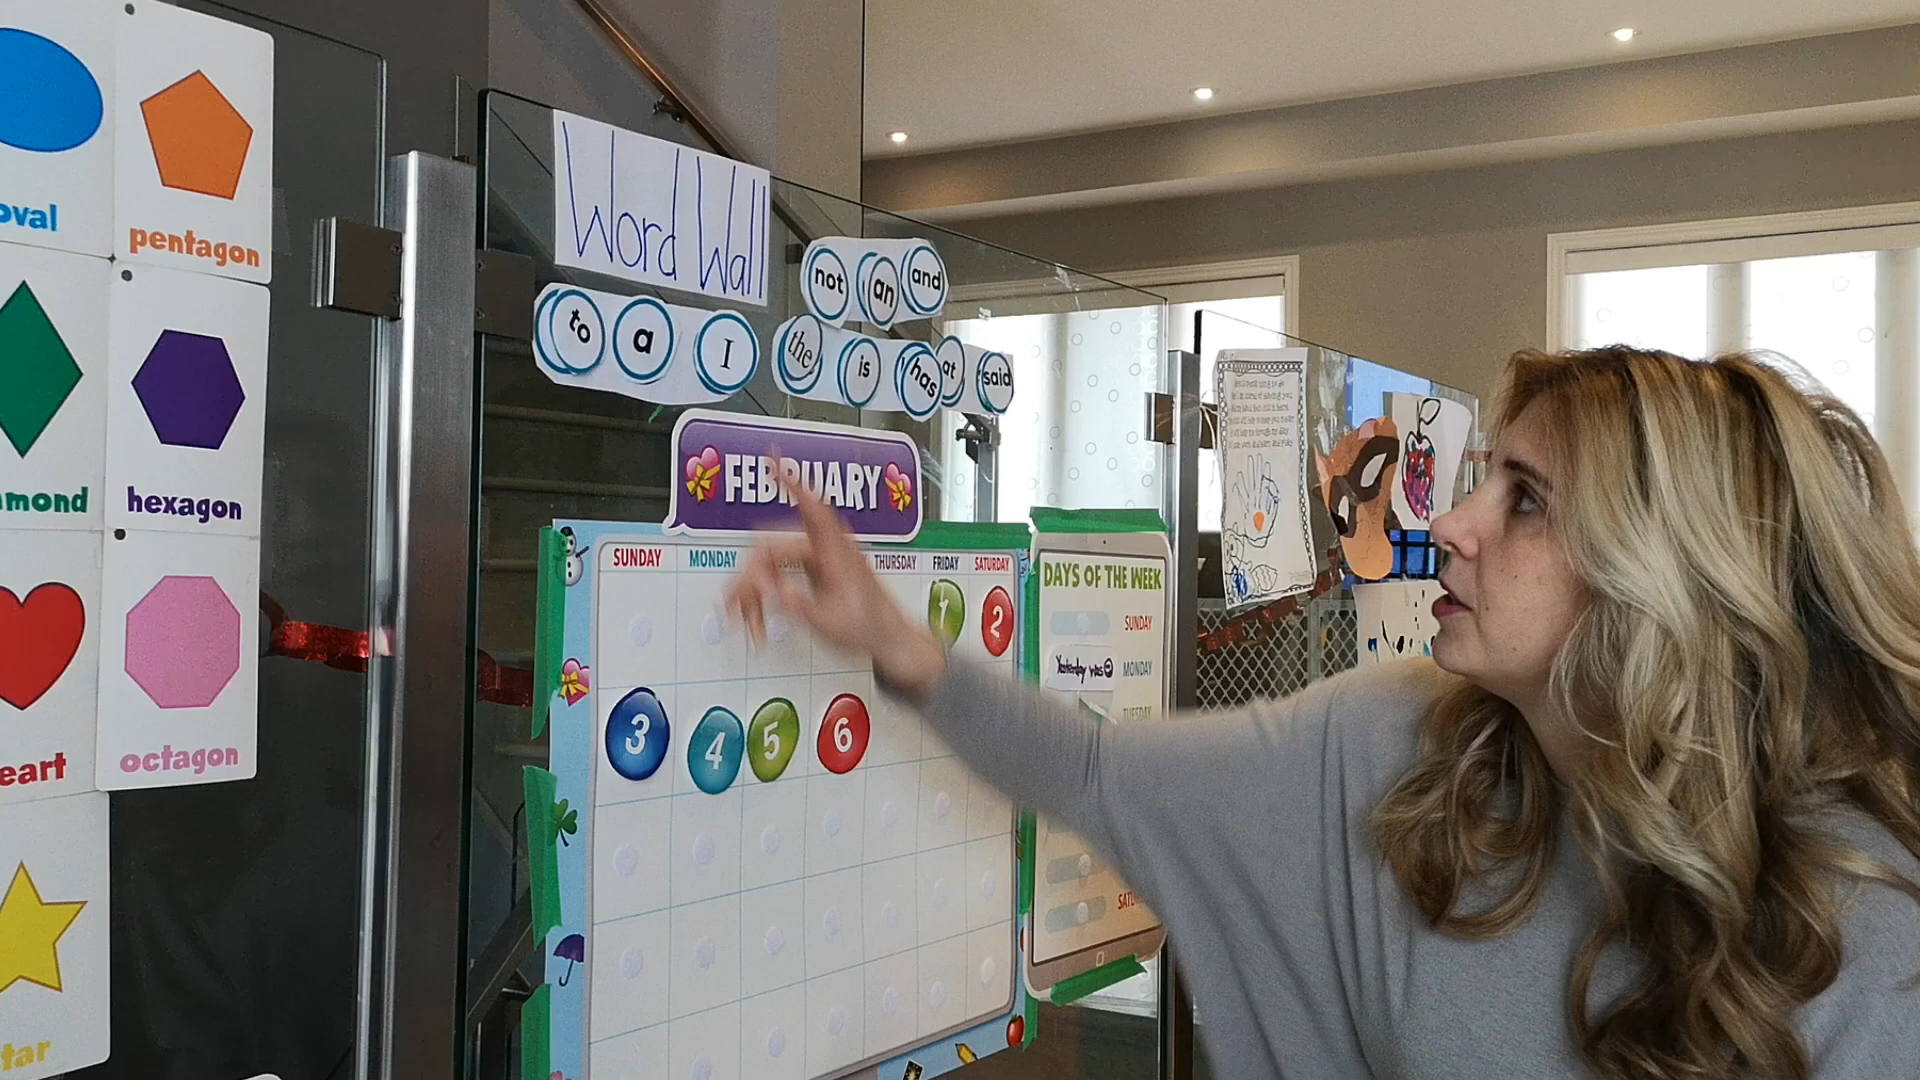 oval
pentagon
amond
hexagon
eart
octagon
tar
Word Wall
not an and
to a I the is has at said
FEBRUARY
SUNDAY MONDAY THURSDAY FRIDAY SATURDAY
1 2
3 4 5 6
DAYS OF THE WEEK
SUNDAY
Yesterday was MONDAY
TUESDAY
SATU